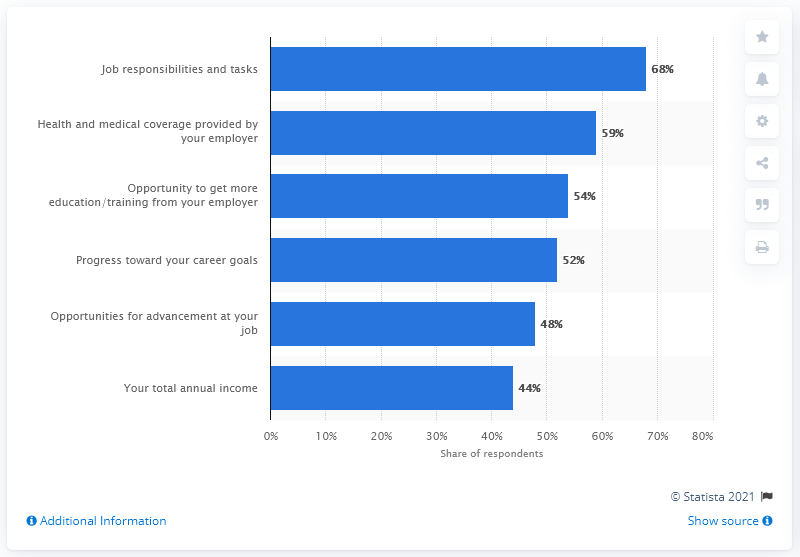 Job responsibilities and tasks
68%
Health and medical coverage provided by
your employer
59%
Opportunity to get more
education/training from your employer
54%
Progress toward your career goals
52%
Opportunities for advancement at your
job
48%
Your total annual income
44%
0% 10% 20% 30% 40% 50% 60% 70% 80%
Share of respondents
© Statista 2021
Additional Information
Show source